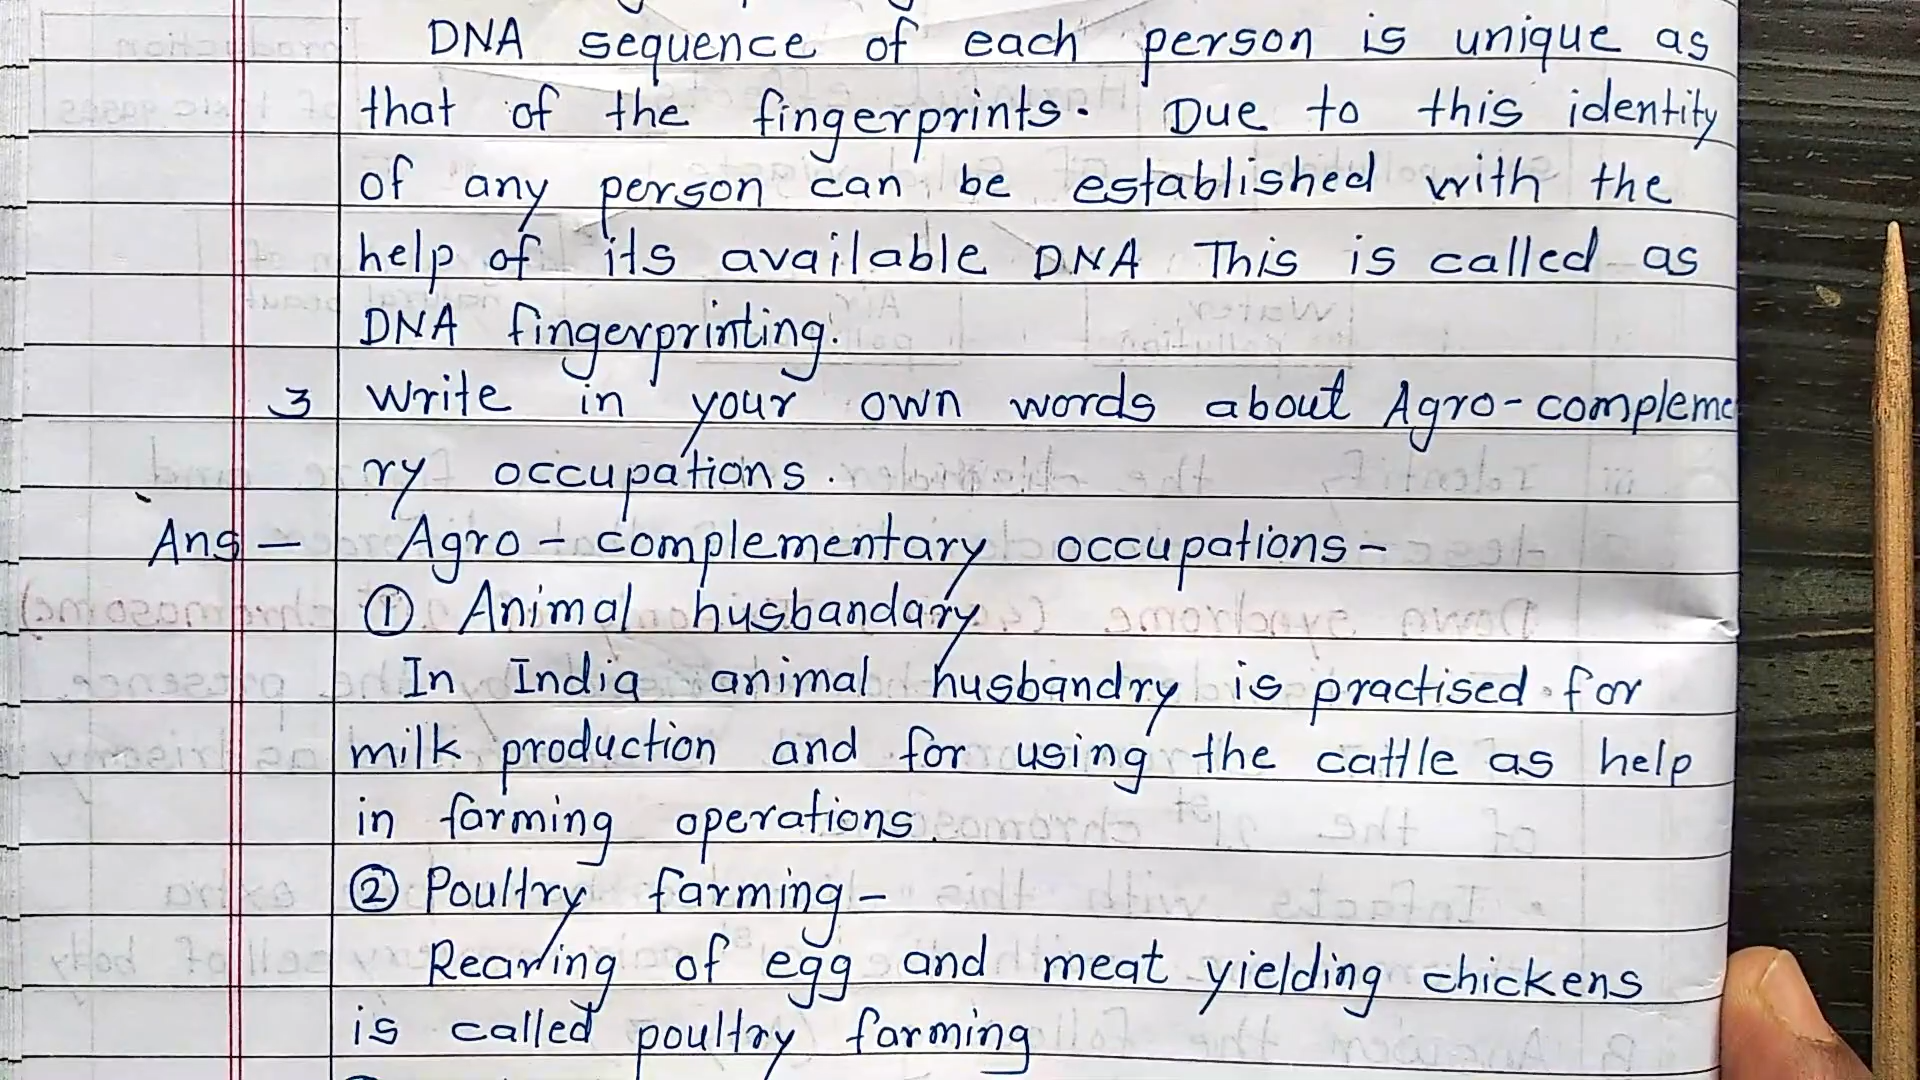 DNA sequence of each person is unique as
that of the fingerprints. Due to this identity
of any person can be established with the
help of its available DNA This is called as
DNA fingerprinting.
3 Write in your own words about Agro-compleme
ry occupations.
Ans - Agro-complementary occupations-
① Animal husbandary
In India animal husbandry is practised for
milk production and for using the cattle as help
in farming operations
② Poultry farming-
Rearing of egg and meat yielding chickens
is called poultry farming